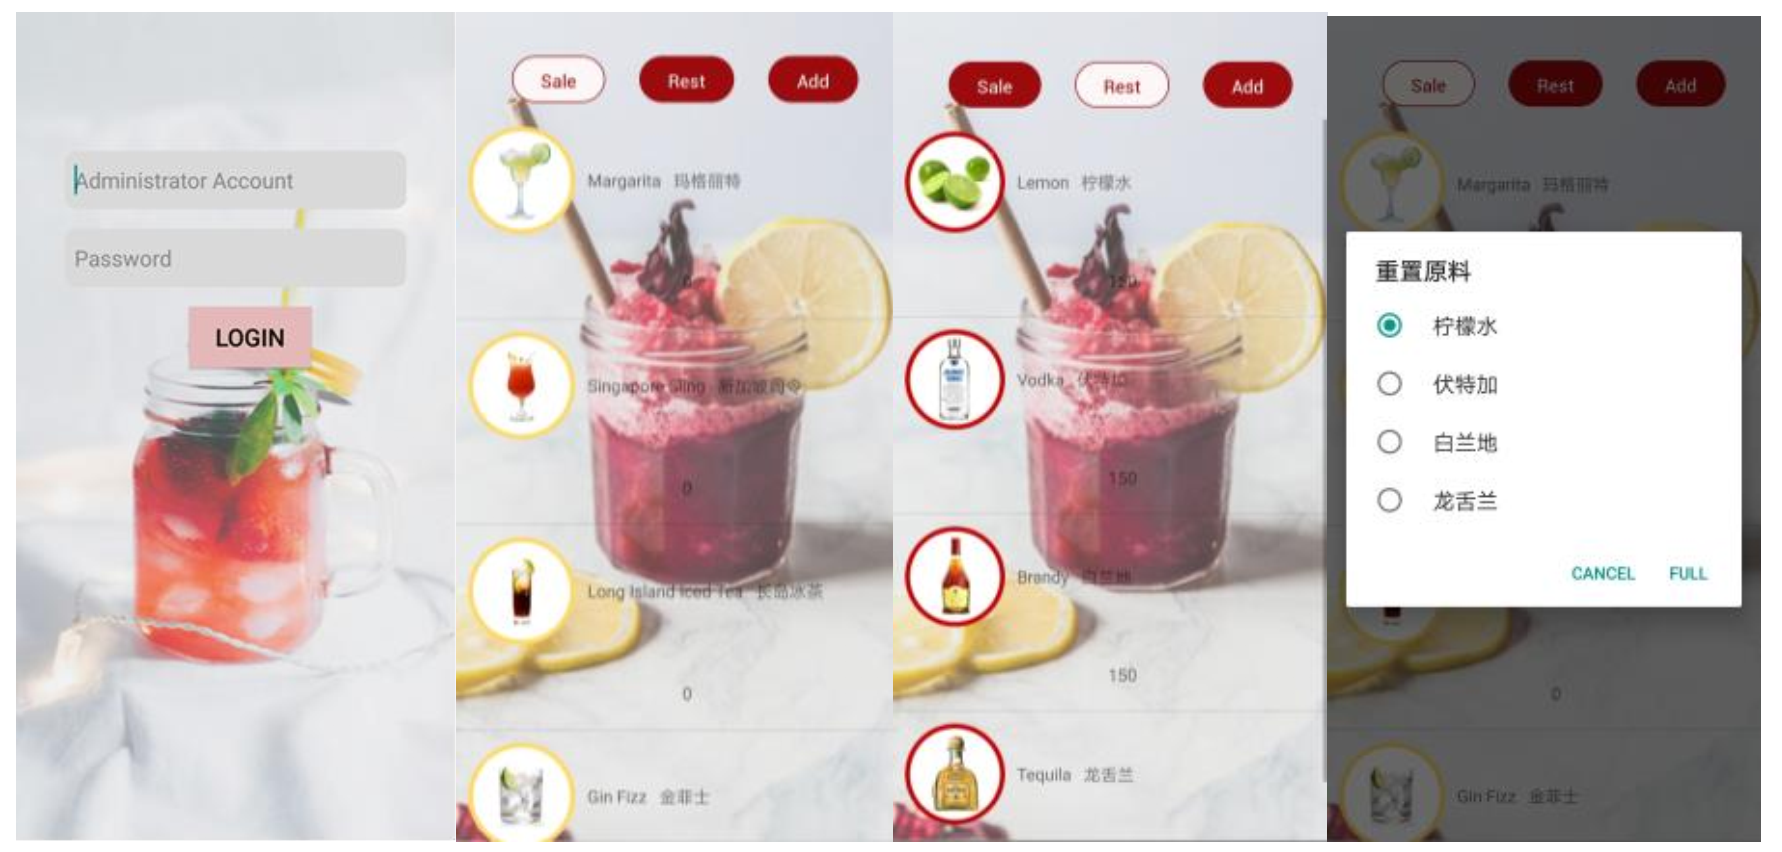 Administrator Account
Password
LOGIN
Sale Rest Add
Margarita 玛格丽特
0
Singapore Sling 新加坡司令
0
Long Island Iced Tea 长岛冰茶
0
Gin Fizz 金菲士
Sale Rest Add
Lemon 柠檬水
150
Vodka 伏特加
150
Brandy 白兰地
150
Tequila 龙舌兰
Sale Rest Add
Margarita 玛格丽特
重置原料
柠檬水
伏特加
白兰地
龙舌兰
CANCEL FULL
0
Gin Fizz 金菲士